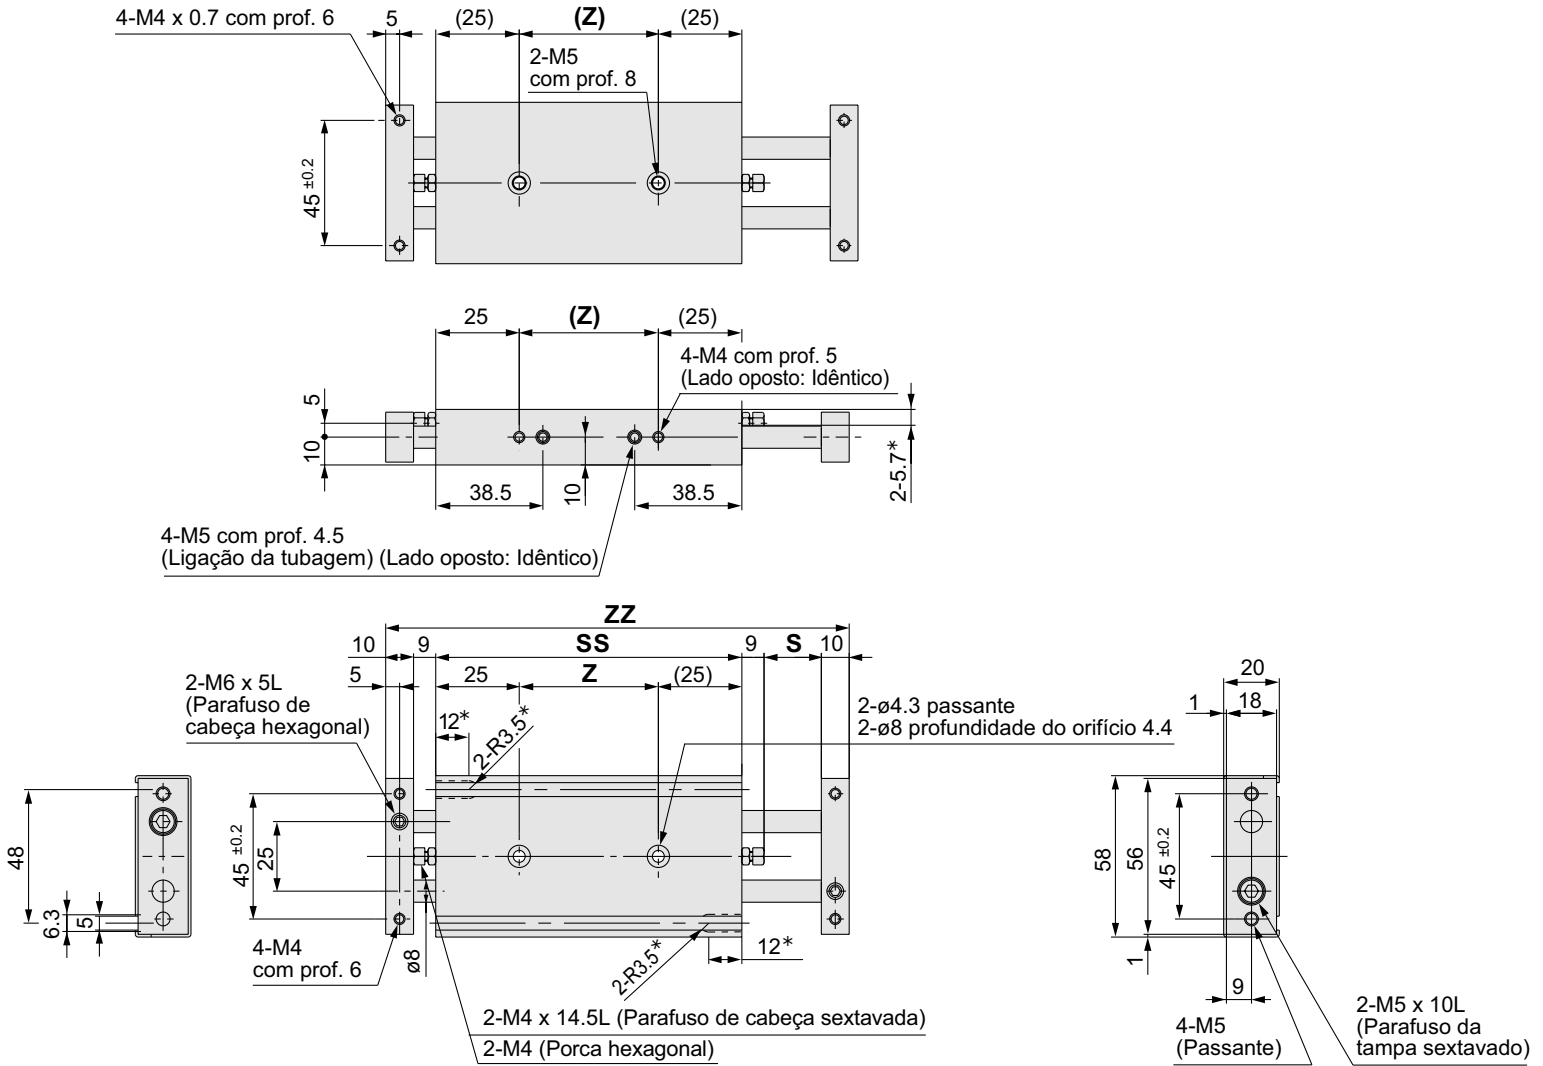 4-M4 x 0.7 com prof. 6
5
(25)
(Z)
(25)
2-M5
com prof. 8
45 ±0.2
25
(Z)
(25)
4-M4 com prof. 5
(Lado oposto: Idêntico)
5
10
38.5
10
38.5
2-5.7*
4-M5 com prof. 4.5
(Ligação da tubagem) (Lado oposto: Idêntico)
ZZ
10
9
SS
9
S
10
5
25
Z
(25)
2-M6 x 5L
(Parafuso de
cabeça hexagonal)
12*
2-R3.5*
2-ø4.3 passante
2-ø8 profundidade do orifício 4.4
20
1
18
48
6.3
5
45 ±0.2
25
58
56
45 ±0.2
4-M4
com prof. 6
ø8
2-R3.5*
12*
1
9
2-M4 x 14.5L (Parafuso de cabeça sextavada)
2-M4 (Porca hexagonal)
4-M5
(Passante)
2-M5 x 10L
(Parafuso da
tampa sextavado)